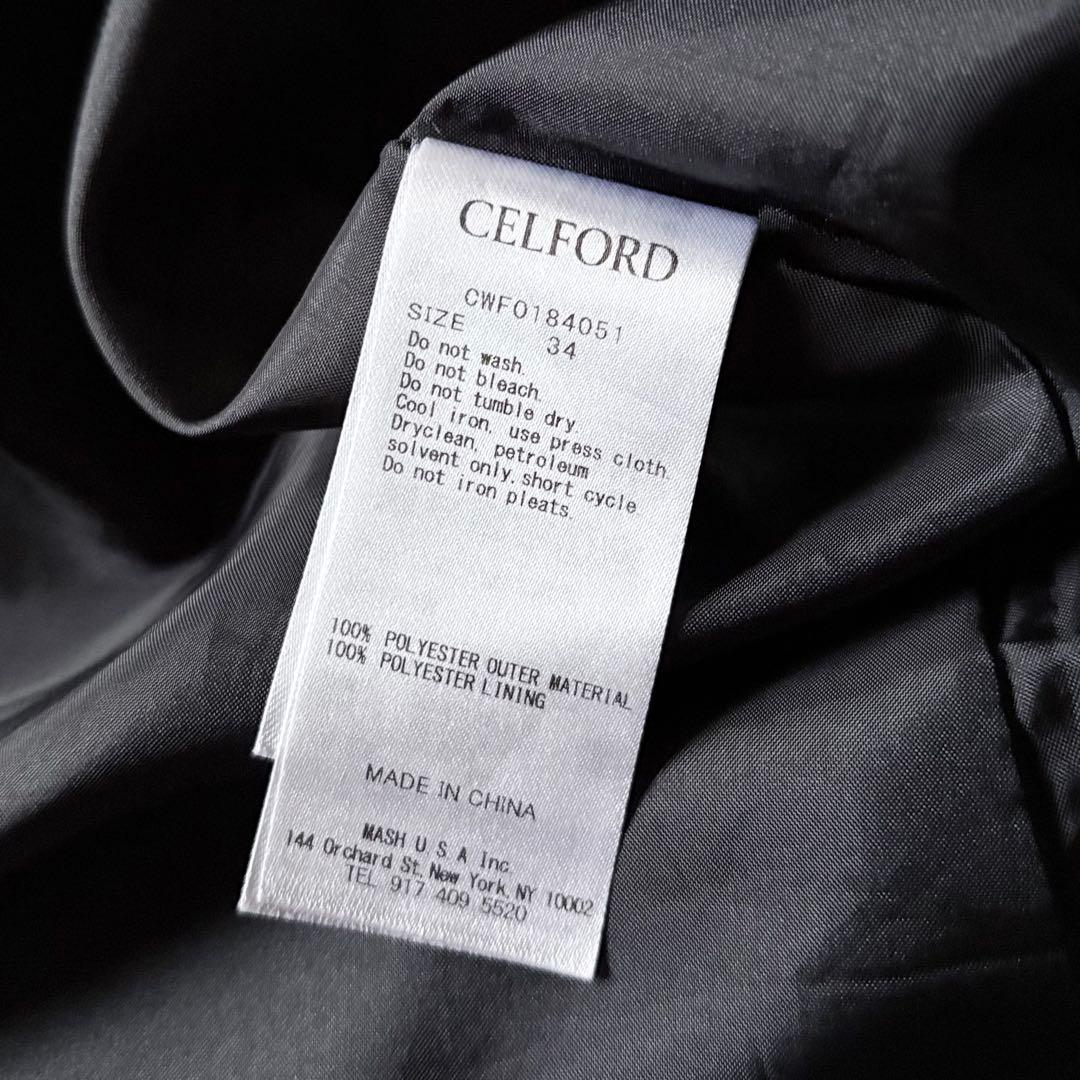 CELFORD
CWFO184051
SIZE 34
Do not wash.
Do not bleach.
Do not tumble dry.
Cool iron, use press cloth.
Dryclean, petroleum
solvent only.short cycle
Do not iron pleats.
100% POLYESTER OUTER MATERIAL
100% POLYESTER LINING
MADE IN CHINA
MASH U S A Inc.
144 Orchard St, New York, NY 10002
TEL 917 409 5520